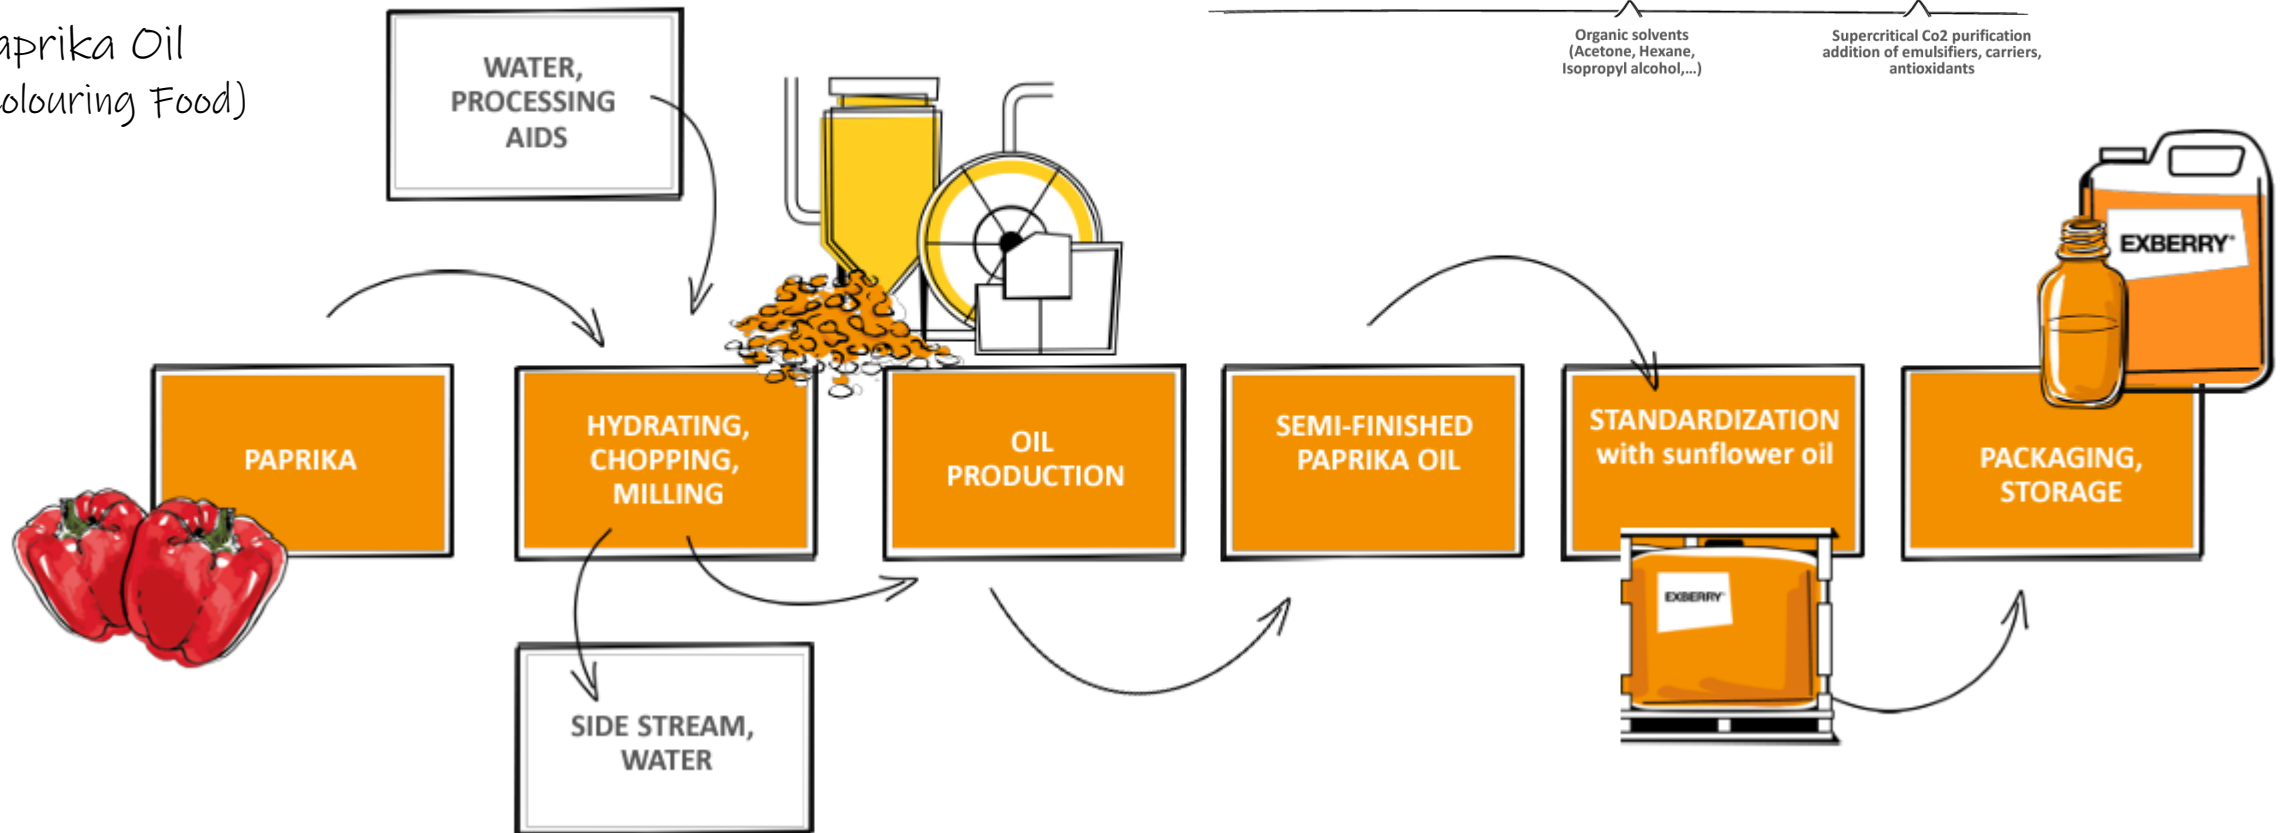 aprika Oil
olouring Food)
Organic solvents
(Acetone, Hexane,
Isopropyl alcohol,...)
Supercritical Co2 purification
addition of emulsifiers, carriers,
antioxidants
WATER,
PROCESSING
AIDS
EXBERRY®
PAPRIKA
HYDRATING,
CHOPPING,
MILLING
OIL
PRODUCTION
SEMI-FINISHED
PAPRIKA OIL
STANDARDIZATION
with sunflower oil
PACKAGING,
STORAGE
EXBERRY®
SIDE STREAM,
WATER